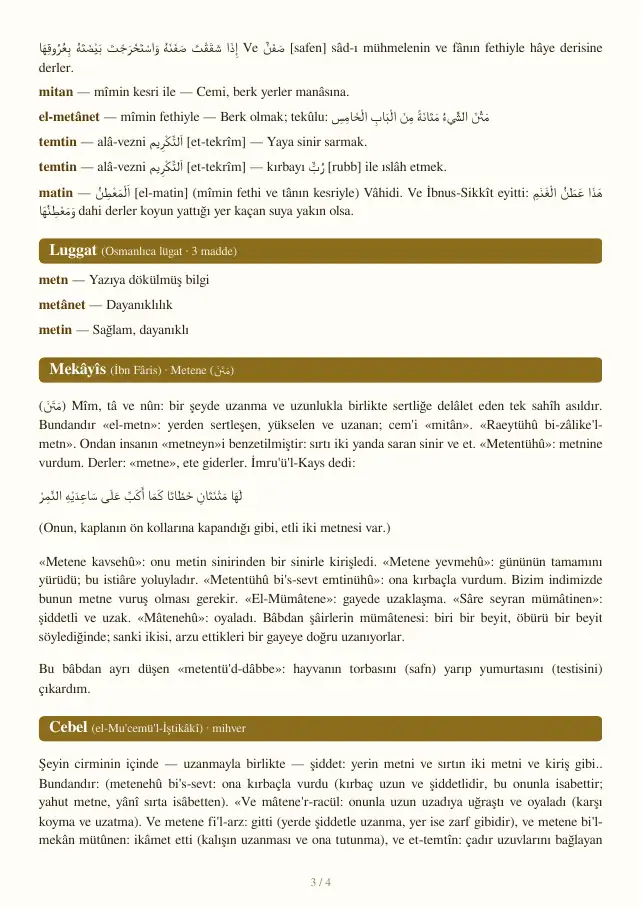 إِذَا شَقَقْتَ صَفَنَهُ وَاسْتَخْرَجْتَ بَيْضَتَهُ بِعُرُوقِهَا Ve صَفَنٌ [safen] sâd-ı mühmelenin ve fânın fethiyle hâye derisine
derler.
mitan — mîmin kesri ile — Cemi, berk yerler manâsına.
el-metânet — mîmin fethiyle — Berk olmak; tekûlu: مَتُنَ الشَّيءُ مَتَانَةً مِنَ الْبَابِ الْخَامِسِ
temtin — alâ-vezni اَلتَّكْرِيم [et-tekrîm] — Yaya sinir sarmak.
temtin — alâ-vezni اَلتَّكْرِيم [et-tekrîm] — kırbayı رُبٌّ [rubb] ile ıslâh etmek.
matin — اَلْمَعْطِنُ [el-matin] (mîmin fethi ve tânın kesriyle) Vâhidi. Ve İbnus-Sikkît eyitti: هَذَا عَطَنُ الْغَنَمِ
وَمَعْطِنُهَا dahi derler koyun yattığı yer kaçan suya yakın olsa.
Luggat (Osmanlıca lügat · 3 madde)
metn — Yazıya dökülmüş bilgi
metânet — Dayanıklılık
metin — Sağlam, dayanıklı
Mekâyîs (İbn Fâris) · Metene (مَتَنَ)
(مَتَنَ) Mîm, tâ ve nûn: bir şeyde uzanma ve uzunlukla birlikte sertliğe delâlet eden tek sahîh asıldır.
Bundandır «el-metn»: yerden sertleşen, yükselen ve uzanan; cem'i «mitân». «Raeytühû bi-zâlike'l-
metn». Ondan insanın «metneyn»i benzetilmiştir: sırtı iki yanda saran sinir ve et. «Metentühû»: metnine
vurdum. Derler: «metne», ete giderler. İmru'ü'l-Kays dedi:
لَهَا مَتْنَتَانِ خَظَاتَا كَمَا أَكَبَّ عَلَى سَاعِدَيْهِ النَّمِرْ
(Onun, kaplanın ön kollarına kapandığı gibi, etli iki metnesi var.)
«Metene kavsehû»: onu metin sinirinden bir sinirle kirişledi. «Metene yevmehû»: gününün tamamını
yürüdü; bu istiâre yoluyladır. «Metentühû bi's-sevt emtinühû»: ona kırbaçla vurdum. Bizim indimizde
bunun metne vuruş olması gerekir. «El-Mümâtene»: gayede uzaklaşma. «Sâre seyran mümâtinen»:
şiddetli ve uzak. «Mâtenehû»: oyaladı. Bâbdan şâirlerin mümâtenesi: biri bir beyit, öbürü bir beyit
söylediğinde; sanki ikisi, arzu ettikleri bir gayeye doğru uzanıyorlar.
Bu bâbdan ayrı düşen «metentü'd-dâbbe»: hayvanın torbasını (safn) yarıp yumurtasını (testisini)
çıkardım.
Cebel (el-Mu'cemü'l-İştikâkî) · mihver
Şeyin cirminin içinde — uzanmayla birlikte — şiddet: yerin metni ve sırtın iki metni ve kiriş gibi..
Bundandır: (metenehû bi's-sevt: ona kırbaçla vurdu (kırbaç uzun ve şiddetlidir, bu onunla isabettir;
yahut metne, yânî sırta isâbetten). «Ve mâtene'r-racül: onunla uzun uzadıya uğraştı ve oyaladı (karşı
koyma ve uzatma). Ve metene fi'l-arz: gitti (yerde şiddetle uzanma, yer ise zarf gibidir), ve metene bi'l-
mekân mütûnen: ikâmet etti (kalışın uzanması ve ona tutunma), ve et-temtîn: çadır uzuvlarını bağlayan
3 / 4